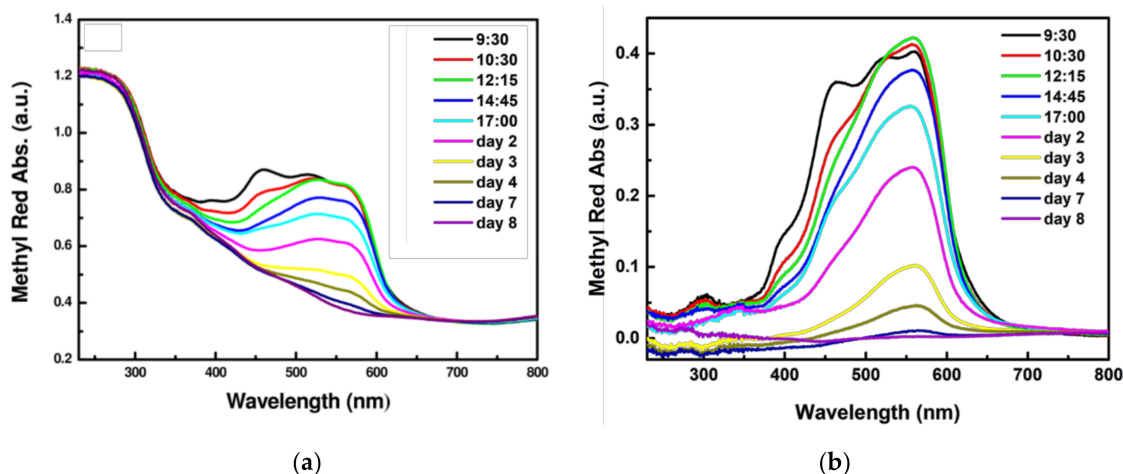 1.4
1.2
1.0
0.8
0.6
0.4
0.2
Methyl Red Abs. (a.u.)
9:30
10:30
12:15
14:45
17:00
day 2
day 3
day 4
day 7
day 8
300 400 500 600 700 800
Wavelength (nm)
(a)
0.4
0.3
0.2
0.1
0.0
Methyl Red Abs (a.u.)
9:30
10:30
12:15
14:45
17:00
day 2
day 3
day 4
day 7
day 8
300 400 500 600 700 800
Wavelength (nm)
(b)